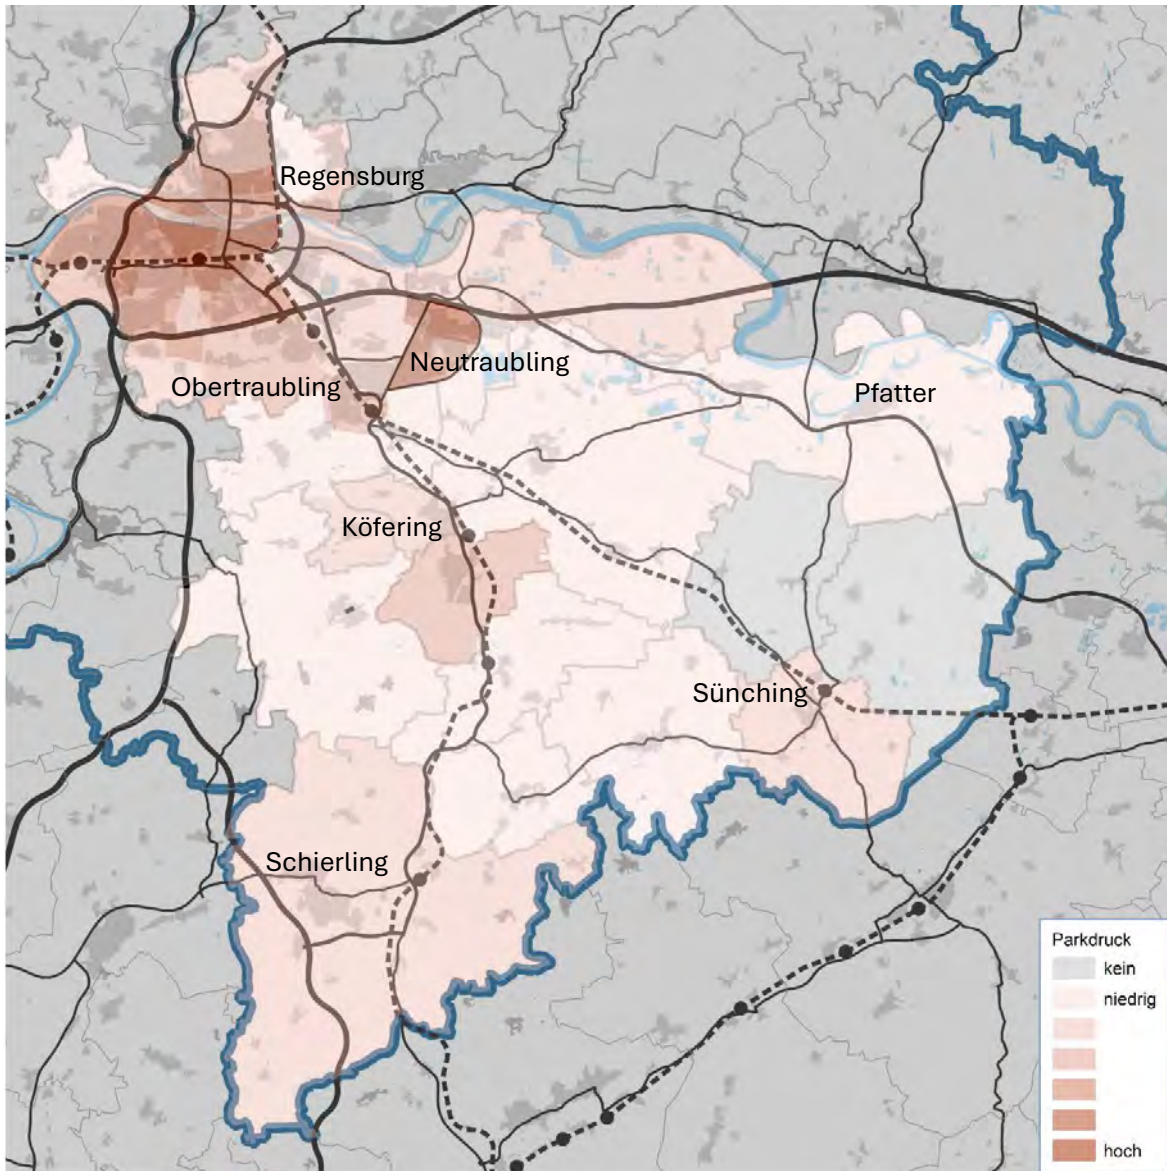 Regensburg
Neutraubling
Obertraubling
Pfatter
Köfering
Sünching
Schierling
Parkdruck
kein
niedrig
hoch